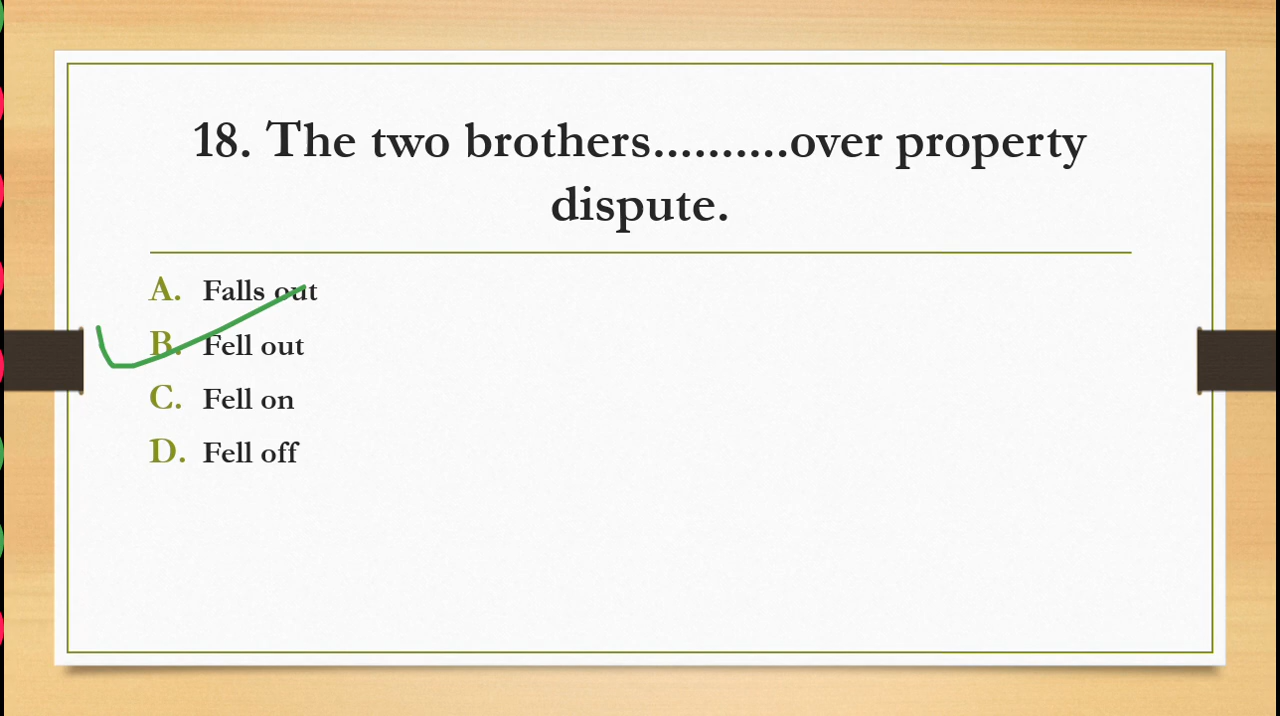 18. The two brothers..........over property
dispute.
A. Falls out
B. Fell out
C. Fell on
D. Fell off